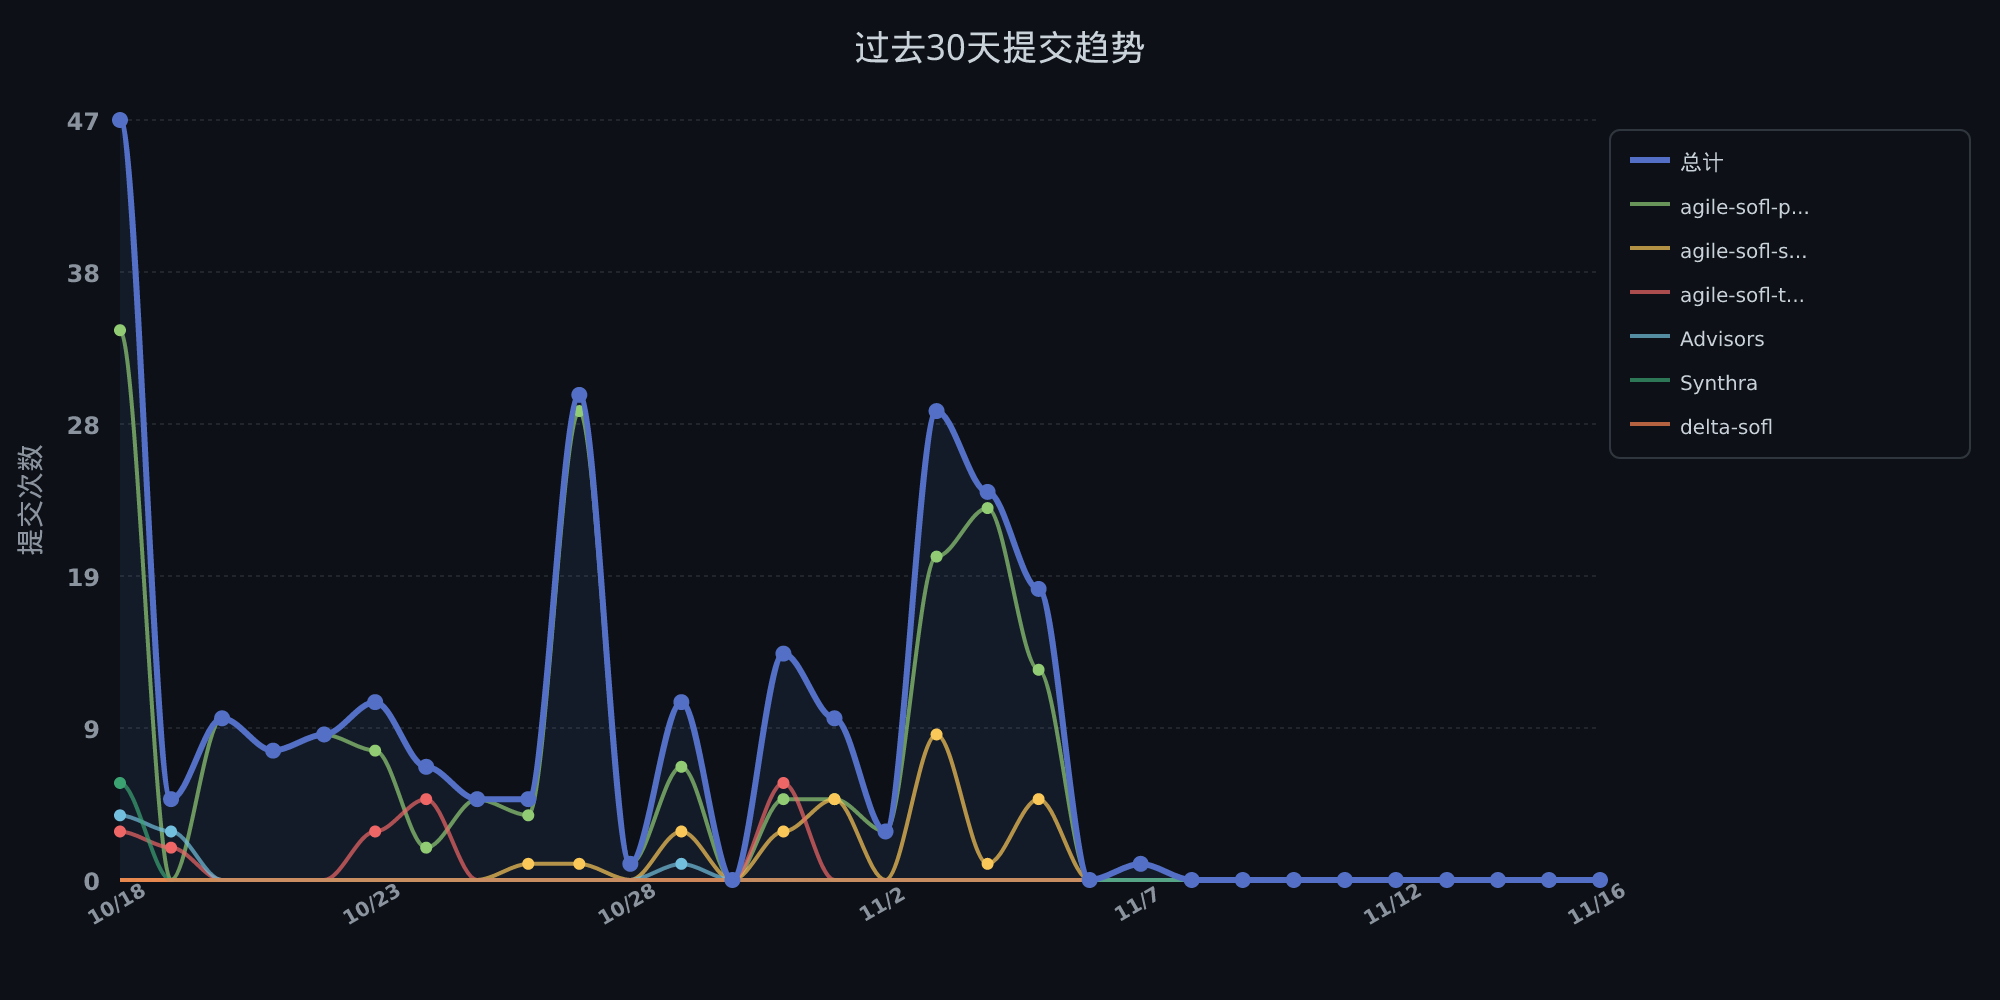 过去30天提交趋势
提交次数
47
38
28
19
9
0
10/18
10/23
10/28
11/2
11/7
11/12
11/16
总计
agile-sofl-p...
agile-sofl-s...
agile-sofl-t...
Advisors
Synthra
delta-sofl